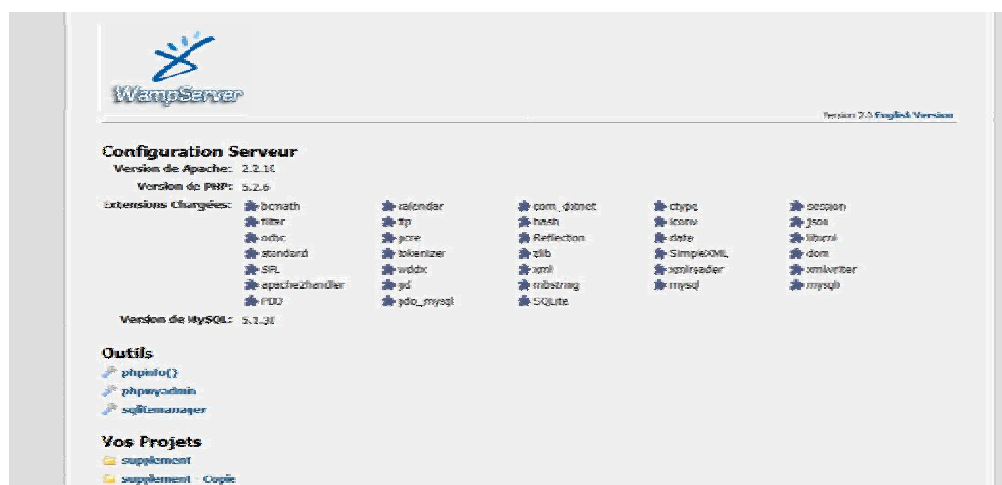 WampServer
Version 2.0 English Version
Configuration Serveur
Version de Apache: 2.2.10
Version de PHP: 5.2.6
Extensions Chargées: bcmath calendar com_dotnet ctype session
filter ftp hash iconv json
odbc pcre Reflection date libxml
standard tokenizer zlib SimpleXML dom
SPL wddx xml xmlreader xmlwriter
apache2handler gd mbstring mysql mysqli
PDO pdo_mysql SQLite
Version de MySQL: 5.1.30
Outils
phpinfo()
phpmyadmin
sqlitemanager
Vos Projets
supplement
supplement - Copie